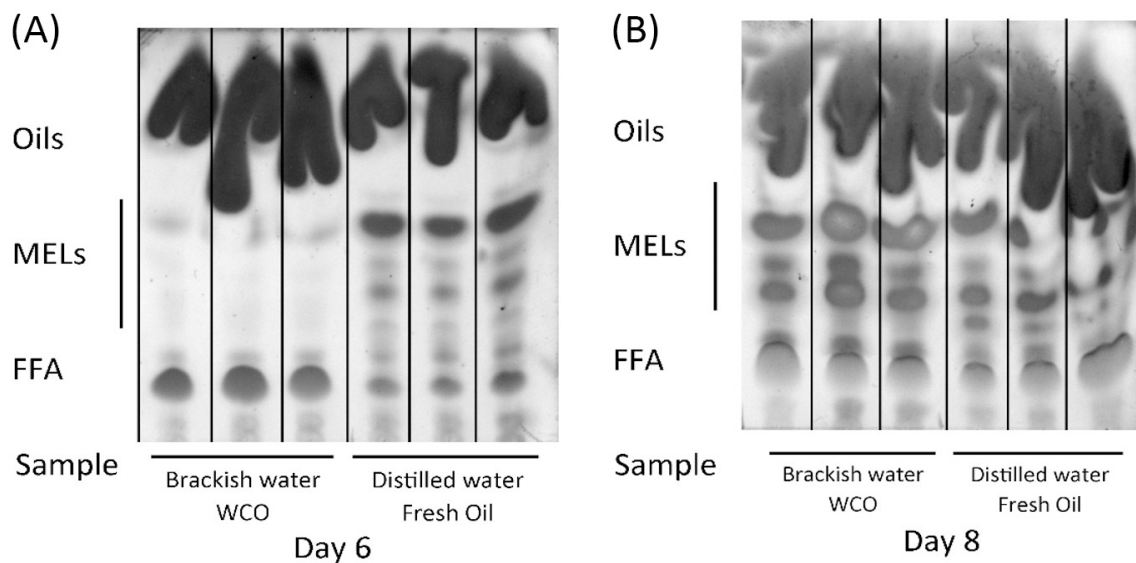 (A)
Oils
MELs
FFA
Sample
Brackish water
WCO
Distilled water
Fresh Oil
Day 6
(B)
Oils
MELs
FFA
Sample
Brackish water
WCO
Distilled water
Fresh Oil
Day 8